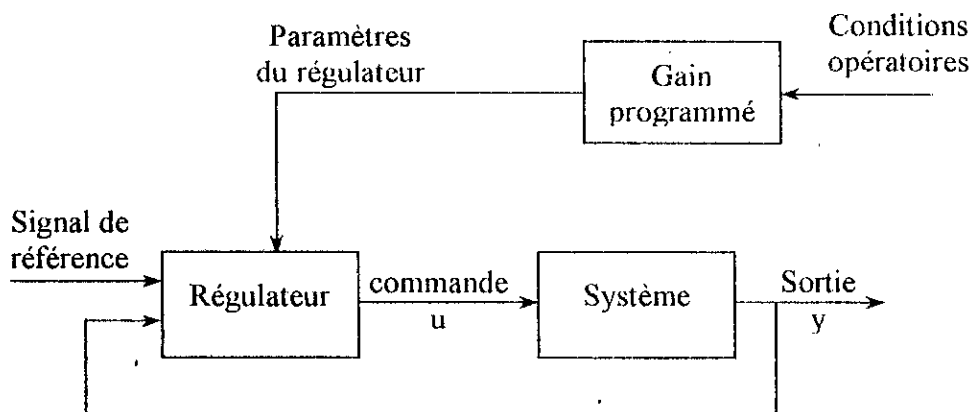 Paramètres
du régulateur
Gain
programmé
Conditions
opératoires
Signal de
référence
Régulateur
commande
u
Système
Sortie
y